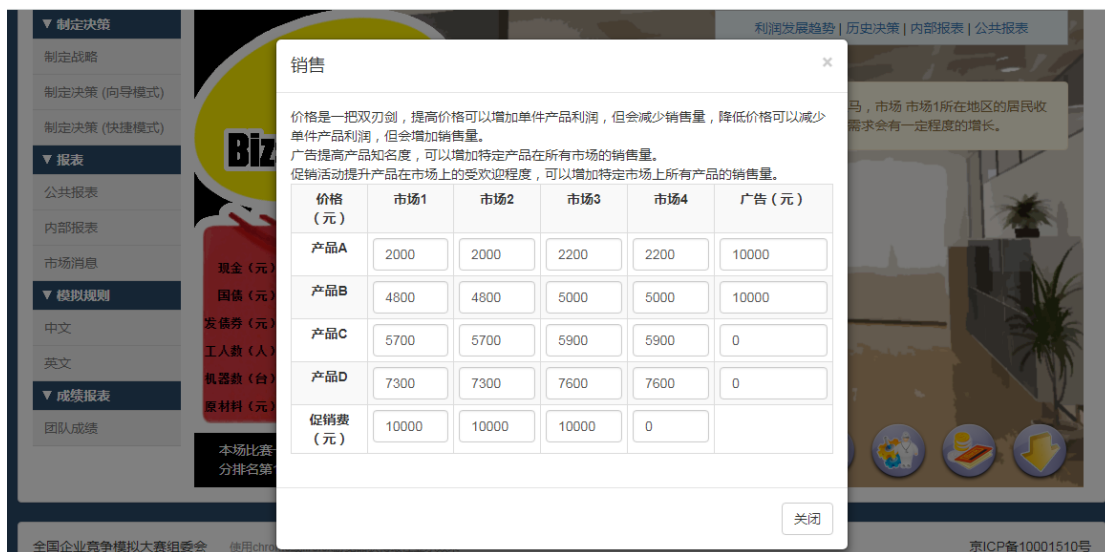 ▼ 制定决策
制定战略
制定决策 (向导模式)
制定决策 (快捷模式)
▼ 报表
公共报表
内部报表
市场消息
▼ 模拟规则
中文
英文
▼ 成绩报表
团队成绩
利润发展趋势 | 历史决策 | 内部报表 | 公共报表
马，市场 市场1所在地区的居民收
需求会有一定程度的增长。
Biz
现金（元）
国债（元）
发债券（元）
工人数（人）
机器数（台）
原材料（元）
本场比赛
分排名第
销售
×
价格是一把双刃剑，提高价格可以增加单件产品利润，但会减少销售量，降低价格可以减少
单件产品利润，但会增加销售量。
广告提高产品知名度，可以增加特定产品在所有市场的销售量。
促销活动提升产品在市场上的受欢迎程度，可以增加特定市场上所有产品的销售量。
价格（元） 市场1 市场2 市场3 市场4 广告（元）
产品A 2000 2000 2200 2200 10000
产品B 4800 4800 5000 5000 10000
产品C 5700 5700 5900 5900 0
产品D 7300 7300 7600 7600 0
促销费（元） 10000 10000 10000 0
关闭
全国企业竞争模拟大赛组委会
使用chro
京ICP备10001510号